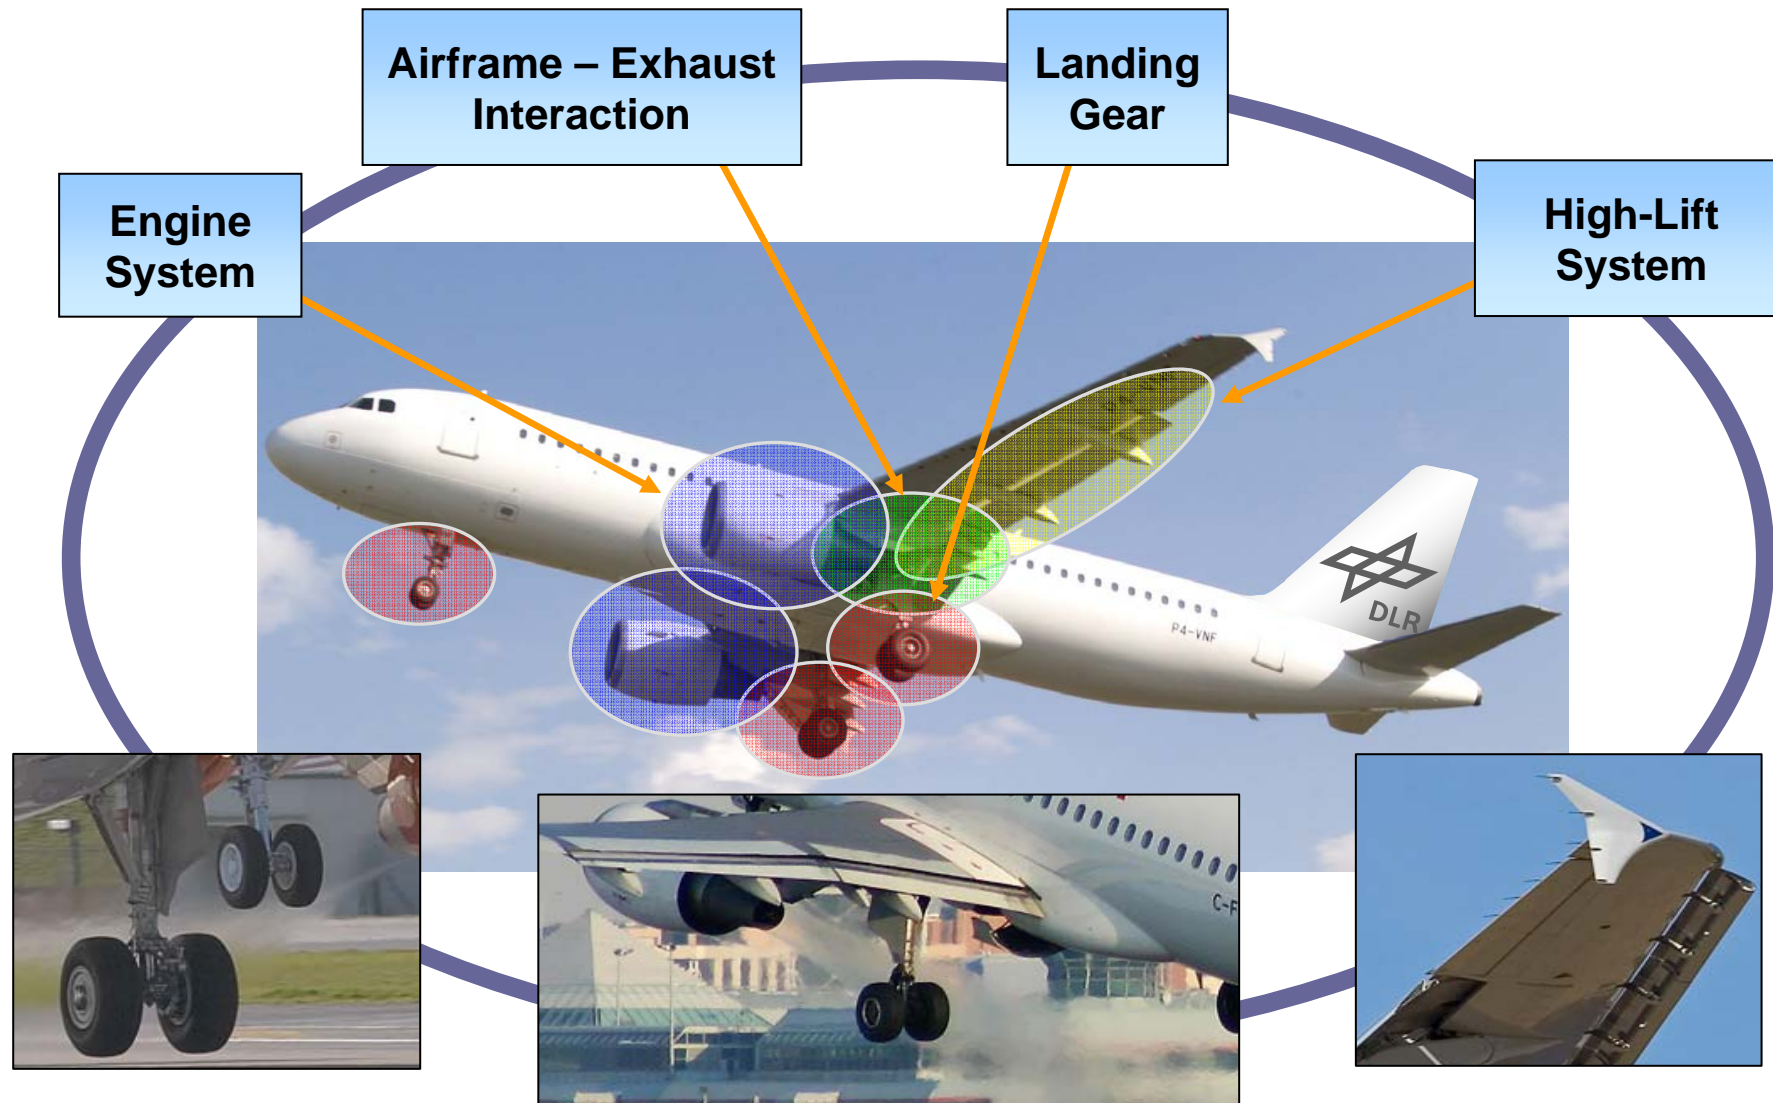 Airframe – Exhaust
Interaction
Landing
Gear
Engine
System
High-Lift
System
DLR
P4-VNF
C-F